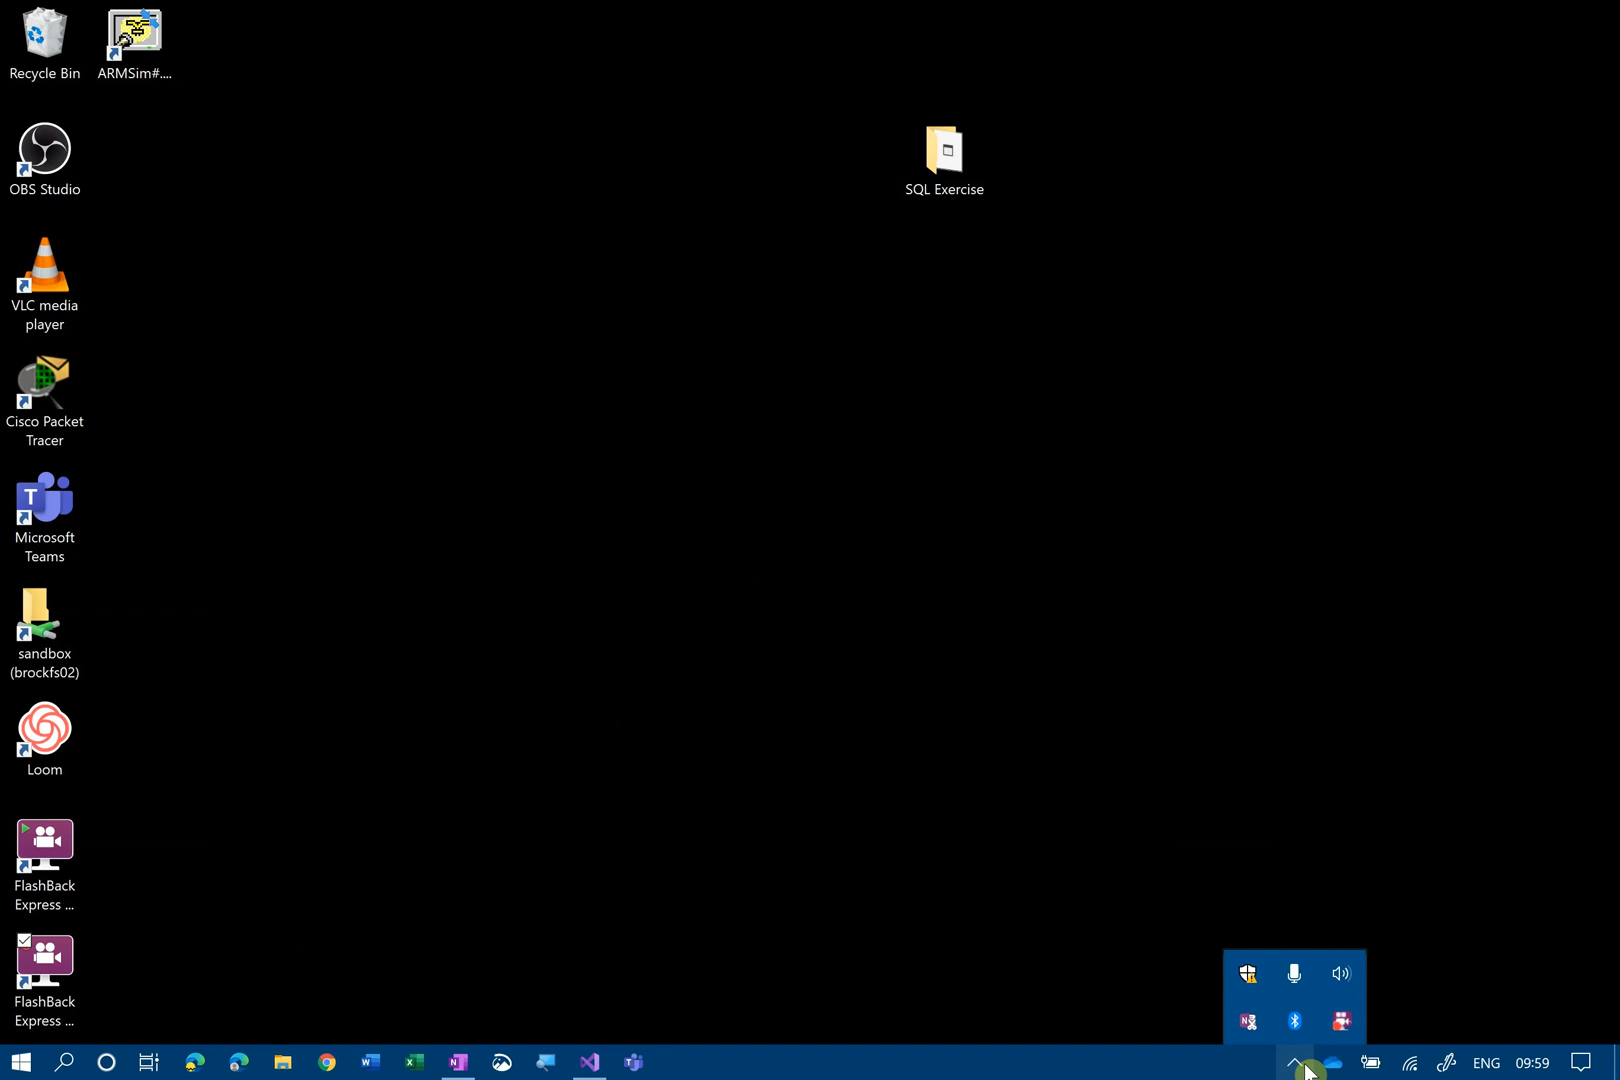 Recycle Bin
ARMSim#....
OBS Studio
SQL Exercise
VLC media
player
Cisco Packet
Tracer
T
Microsoft
Teams
sandbox
(brockfs02)
Loom
FlashBack
Express ...
FlashBack
Express ...
ENG
09:59